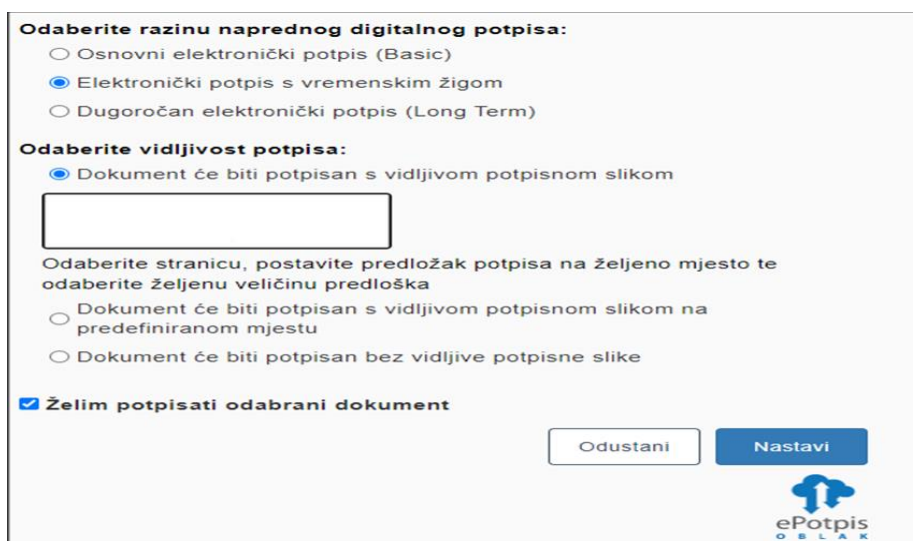 Odaberite razinu naprednog digitalnog potpisa:
Osnovni elektronički potpis (Basic)
Elektronički potpis s vremenskim žigom
Dugoročan elektronički potpis (Long Term)
Odaberite vidljivost potpisa:
Dokument će biti potpisan s vidljivom potpisnom slikom
Odaberite stranicu, postavite predložak potpisa na željeno mjesto te
odaberite željenu veličinu predloška
Dokument će biti potpisan s vidljivom potpisnom slikom na
predefiniranom mjestu
Dokument će biti potpisan bez vidljive potpisne slike
Želim potpisati odabrani dokument
Odustani
Nastavi
ePotpis
OBLAK